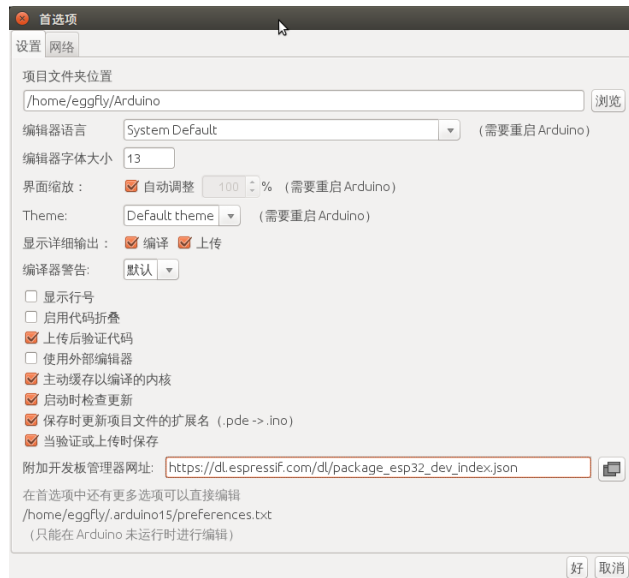 首选项
设置 网络
项目文件夹位置
/home/eggfly/Arduino 浏览
编辑器语言 System Default （需要重启 Arduino）
编辑器字体大小 13
界面缩放： 自动调整 100 % （需要重启 Arduino）
Theme: Default theme （需要重启 Arduino）
显示详细输出： 编译 上传
编译器警告: 默认
显示行号
启用代码折叠
上传后验证代码
使用外部编辑器
主动缓存以编译的内核
启动时检查更新
保存时更新项目文件的扩展名（.pde -> .ino）
当验证或上传时保存
附加开发板管理器网址: https://dl.espressif.com/dl/package_esp32_dev_index.json
在首选项中还有更多选项可以直接编辑
/home/eggfly/.arduino15/preferences.txt
（只能在 Arduino 未运行时进行编辑）
好 取消